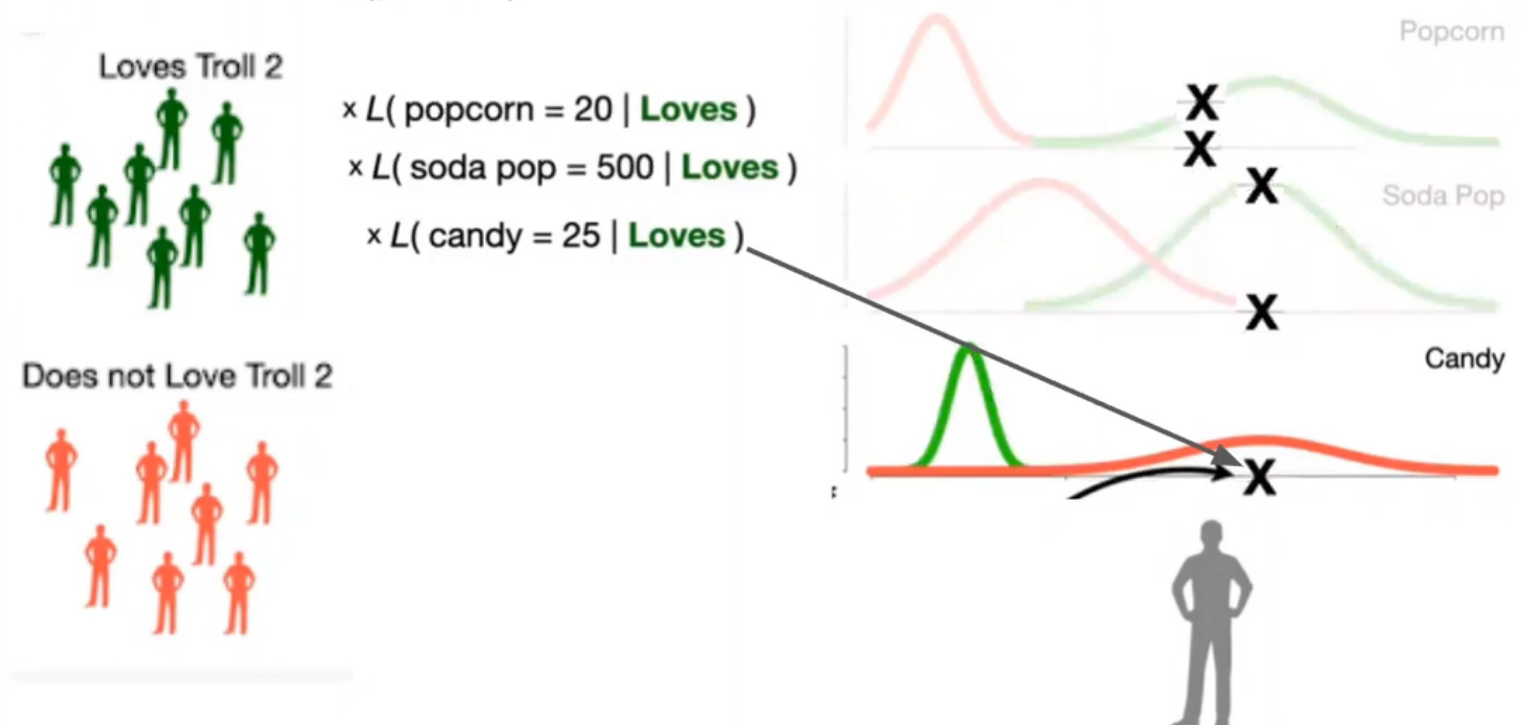 Loves Troll 2
x L( popcorn = 20 | Loves )
x L( soda pop = 500 | Loves )
x L( candy = 25 | Loves )
Does not Love Troll 2
Popcorn
X
X
Soda Pop
X
X
Candy
X